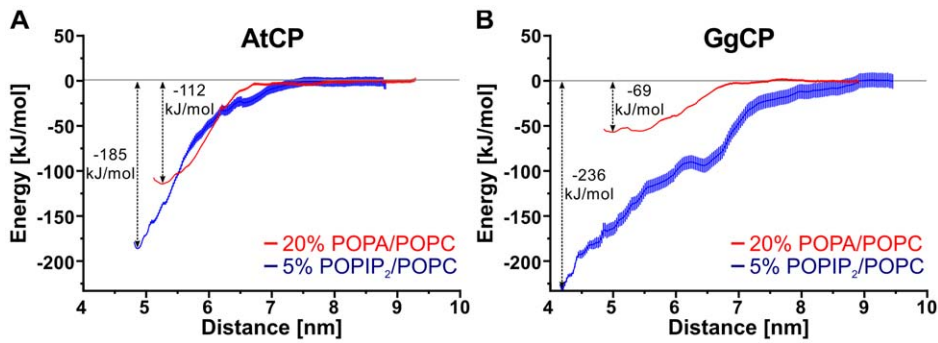 A
AtCP
Energy [kJ/mol]
50
0
-50
-100
-150
-200
-112
kJ/mol
-185
kJ/mol
20% POPA/POPC
5% POPIP₂/POPC
4 5 6 7 8 9 10
Distance [nm]
B
GgCP
Energy [kJ/mol]
50
0
-50
-100
-150
-200
-69
kJ/mol
-236
kJ/mol
20% POPA/POPC
5% POPIP₂/POPC
4 5 6 7 8 9 10
Distance [nm]